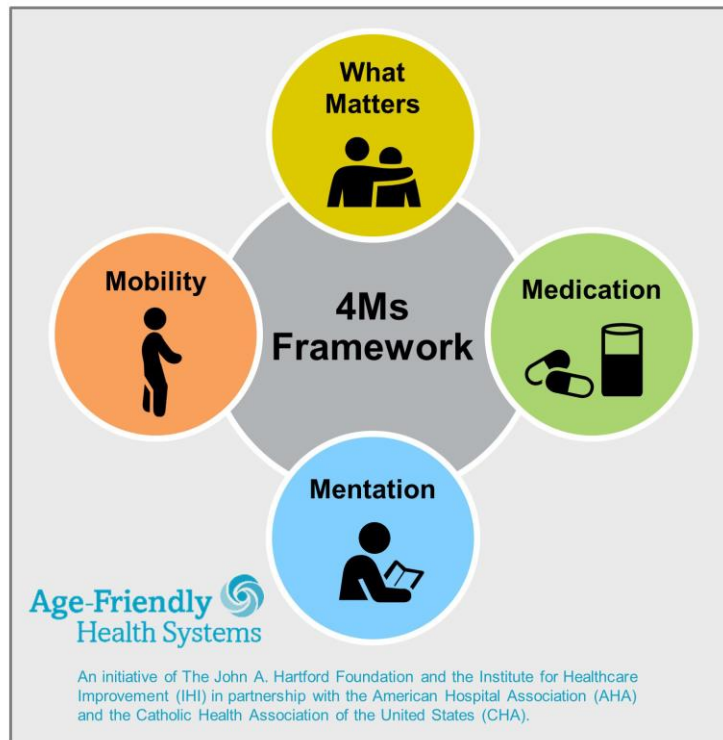 What
Matters
Mobility
4Ms
Framework
Medication
Mentation
Age-Friendly
Health Systems
An initiative of The John A. Hartford Foundation and the Institute for Healthcare
Improvement (IHI) in partnership with the American Hospital Association (AHA)
and the Catholic Health Association of the United States (CHA).